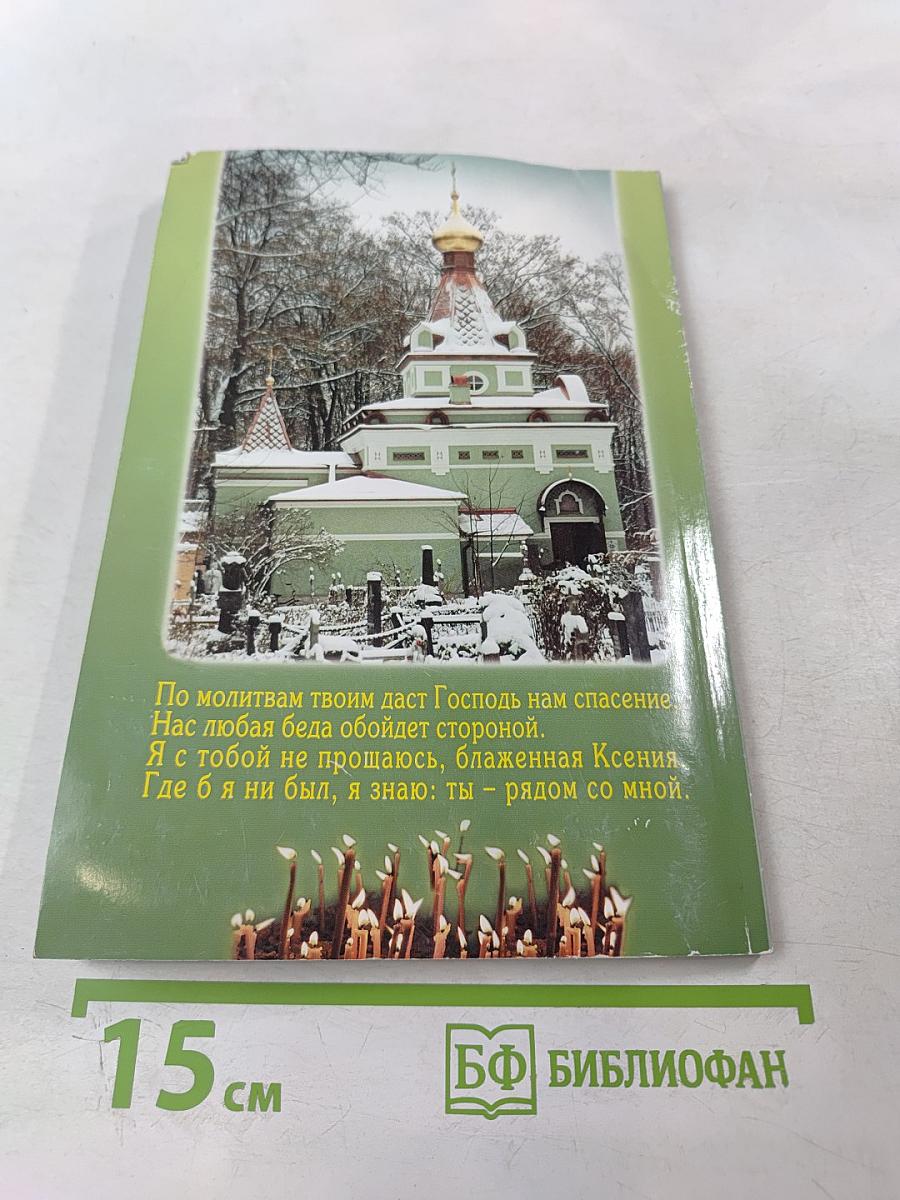 По молитвам твоим даст Господь нам спасение.
Нас любая беда обойдет стороной.
Я с тобой не прощаюсь, блаженная Ксения.
Где б я ни был, я знаю: ты – рядом со мной.
15 см
БФ БИБЛИОФАН